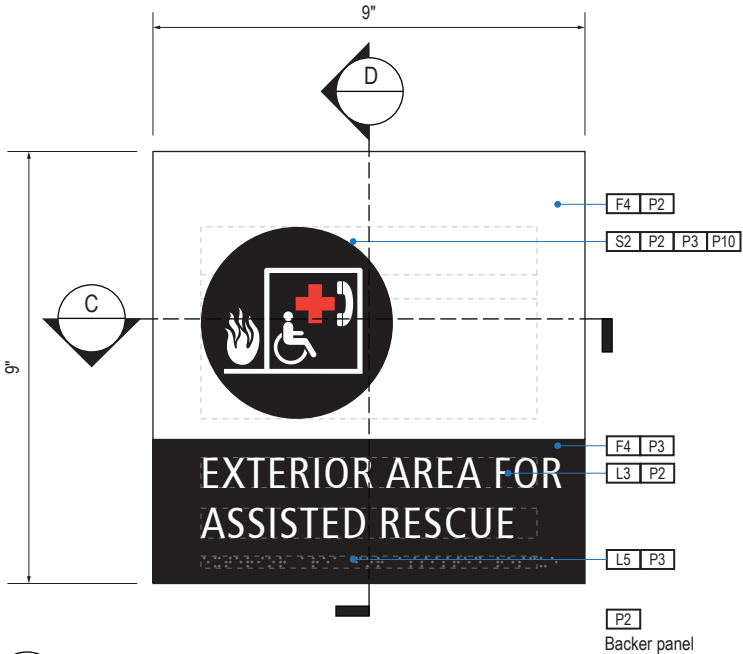 9"
D
F4 P2
S2 P2 P3 P10
C
9"
F4 P3
EXTERIOR AREA FOR
L3 P2
ASSISTED RESCUE
L5 P3
P2
Backer panel